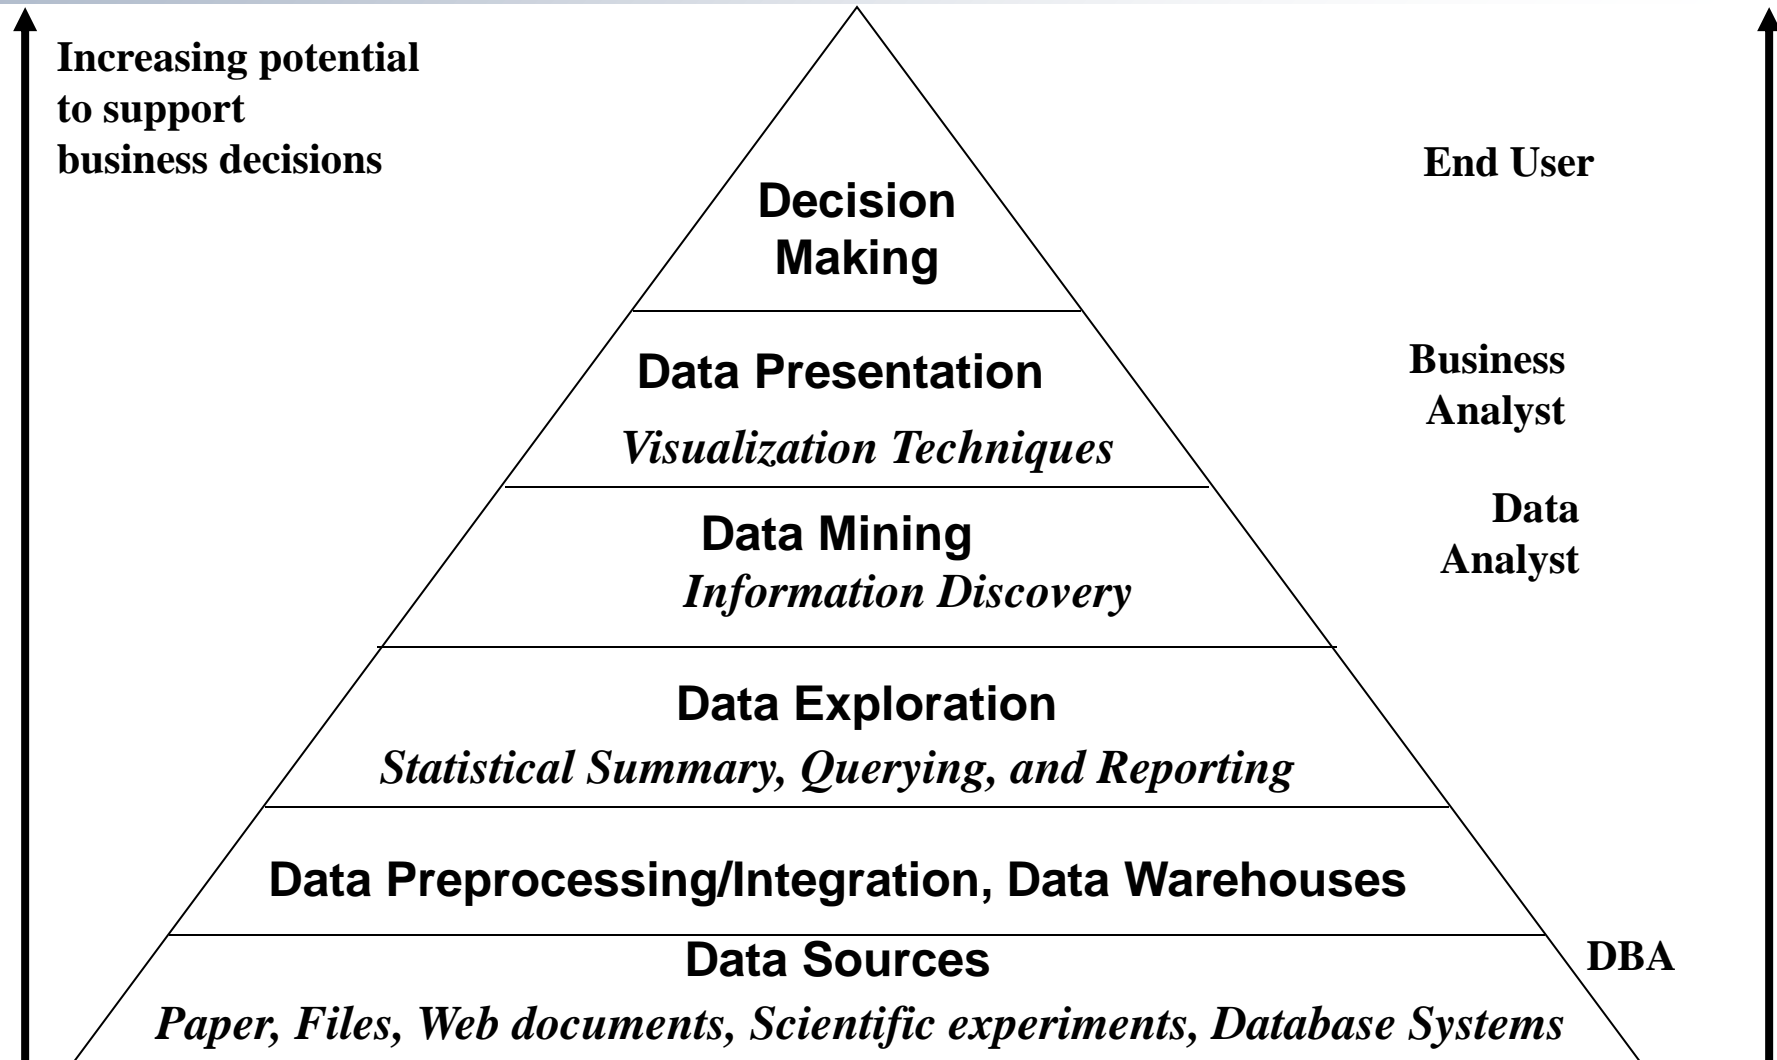 Increasing potential
to support
business decisions
End User
Decision
Making
Business
Analyst
Data Presentation
Visualization Techniques
Data
Analyst
Data Mining
Information Discovery
Data Exploration
Statistical Summary, Querying, and Reporting
Data Preprocessing/Integration, Data Warehouses
Data Sources
DBA
Paper, Files, Web documents, Scientific experiments, Database Systems